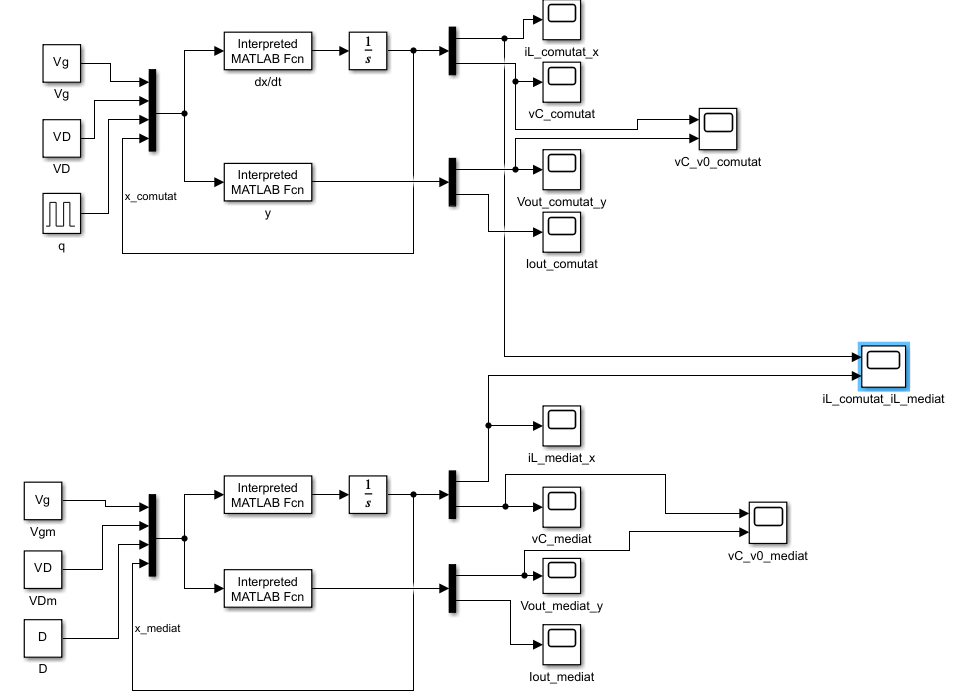 iL_comutat_x
Vg
Vg
Interpreted
MATLAB Fcn
dx/dt
1
s
vC_comutat
VD
VD
vC_v0_comutat
x_comutat
Interpreted
MATLAB Fcn
y
Vout_comutat_y
q
Iout_comutat
iL_comutat_iL_mediat
iL_mediat_x
Vg
Vgm
Interpreted
MATLAB Fcn
1
s
vC_mediat
vC_v0_mediat
VD
VDm
Interpreted
MATLAB Fcn
Vout_mediat_y
x_mediat
D
D
Iout_mediat